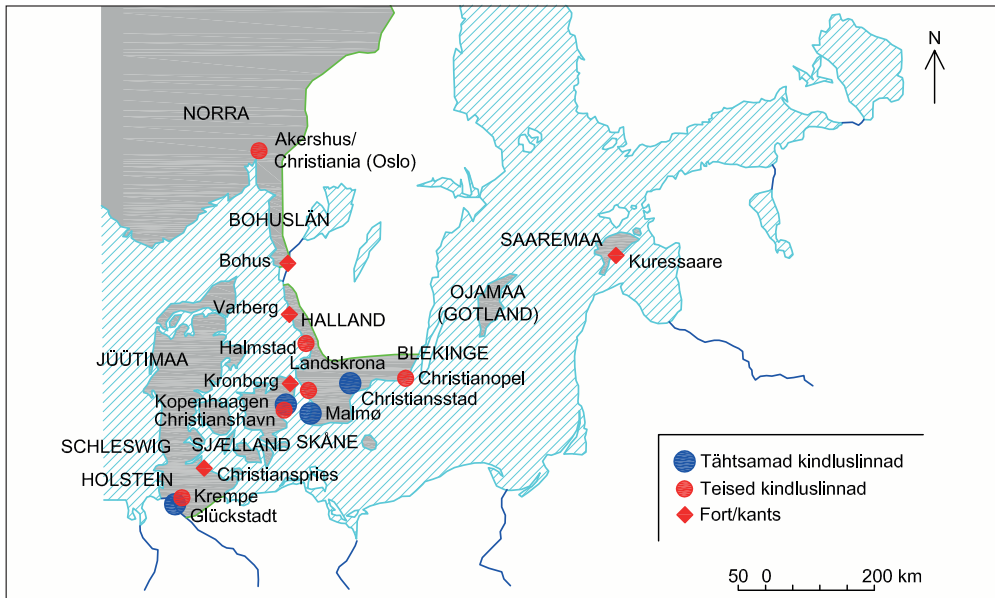 N
NORRA
Akershus/
Christiania (Oslo)
BOHUSLÄN
SAAREMAA
Bohus
Kuressaare
OJAMAA
(GOTLAND)
Varberg
HALLAND
Halmstad
JÜÜTIMAA
BLEKINGE
Landskrona
Kronborg
Christianopel
Christiansstad
Kopenhaagen
Malmø
Christianshavn
SCHLESWIG
SJÆLLAND
SKÅNE
Christianspries
HOLSTEIN
Krempe
Glückstadt
Tähtsamad kindluslinnad
Teised kindluslinnad
Fort/kants
50 0 200 km